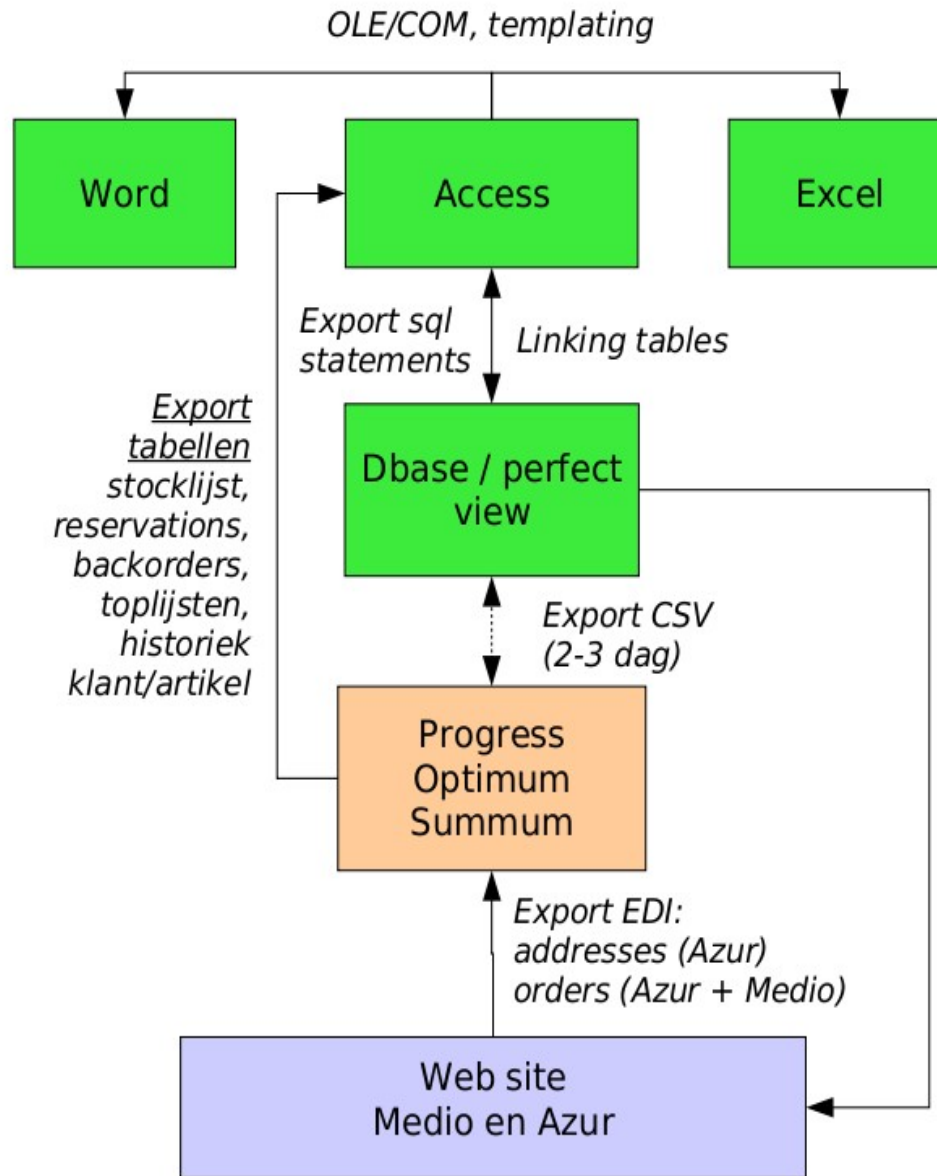 OLE/COM, templating
Word
Access
Excel
Export sql
statements
Linking tables
Export
tabellen
stocklijst,
reservations,
backorders,
toplijsten,
historiek
klant/artikel
Dbase / perfect
view
Export CSV
(2-3 dag)
Progress
Optimum
Summum
Export EDI:
addresses (Azur)
orders (Azur + Medio)
Web site
Medio en Azur